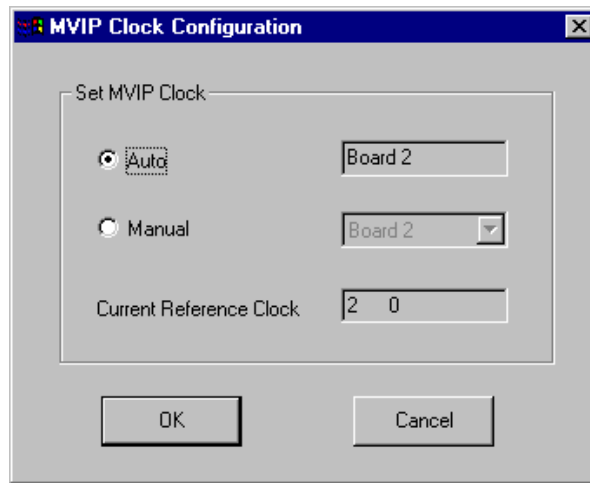 MVIP Clock Configuration
Set MVIP Clock
Auto Board 2
Manual Board 2
Current Reference Clock 2 0
OK Cancel